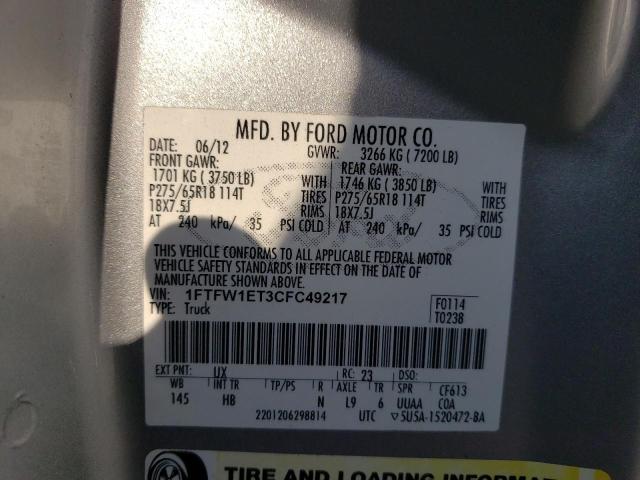 MFD. BY FORD MOTOR CO.
DATE: 06/12 GVWR: 3266 KG ( 7200 LB)
FRONT GAWR: REAR GAWR:
1701 KG ( 3750 LB) WITH 1746 KG ( 3850 LB) WITH
P275/65R18 114T TIRES P275/65R18 114T TIRES
18X7.5J RIMS 18X7.5J RIMS
AT 240 kPa/ 35 PSI COLD AT 240 kPa/ 35 PSI COLD
THIS VEHICLE CONFORMS TO ALL APPLICABLE FEDERAL MOTOR
VEHICLE SAFETY STANDARDS IN EFFECT ON THE DATE OF
MANUFACTURE SHOWN ABOVE.
VIN: 1FTFW1ET3CFC49217 F0114
TYPE: Truck T0238
EXT PNT: UX RC: 23 DSO:
WB INT TR TP/PS R AXLE TR SPR CF613
145 HB N L9 6 UUAA COA
2201206298814 UTC ▽5U5A-1520472-BA
TIRE AND LOADING INFORMATION